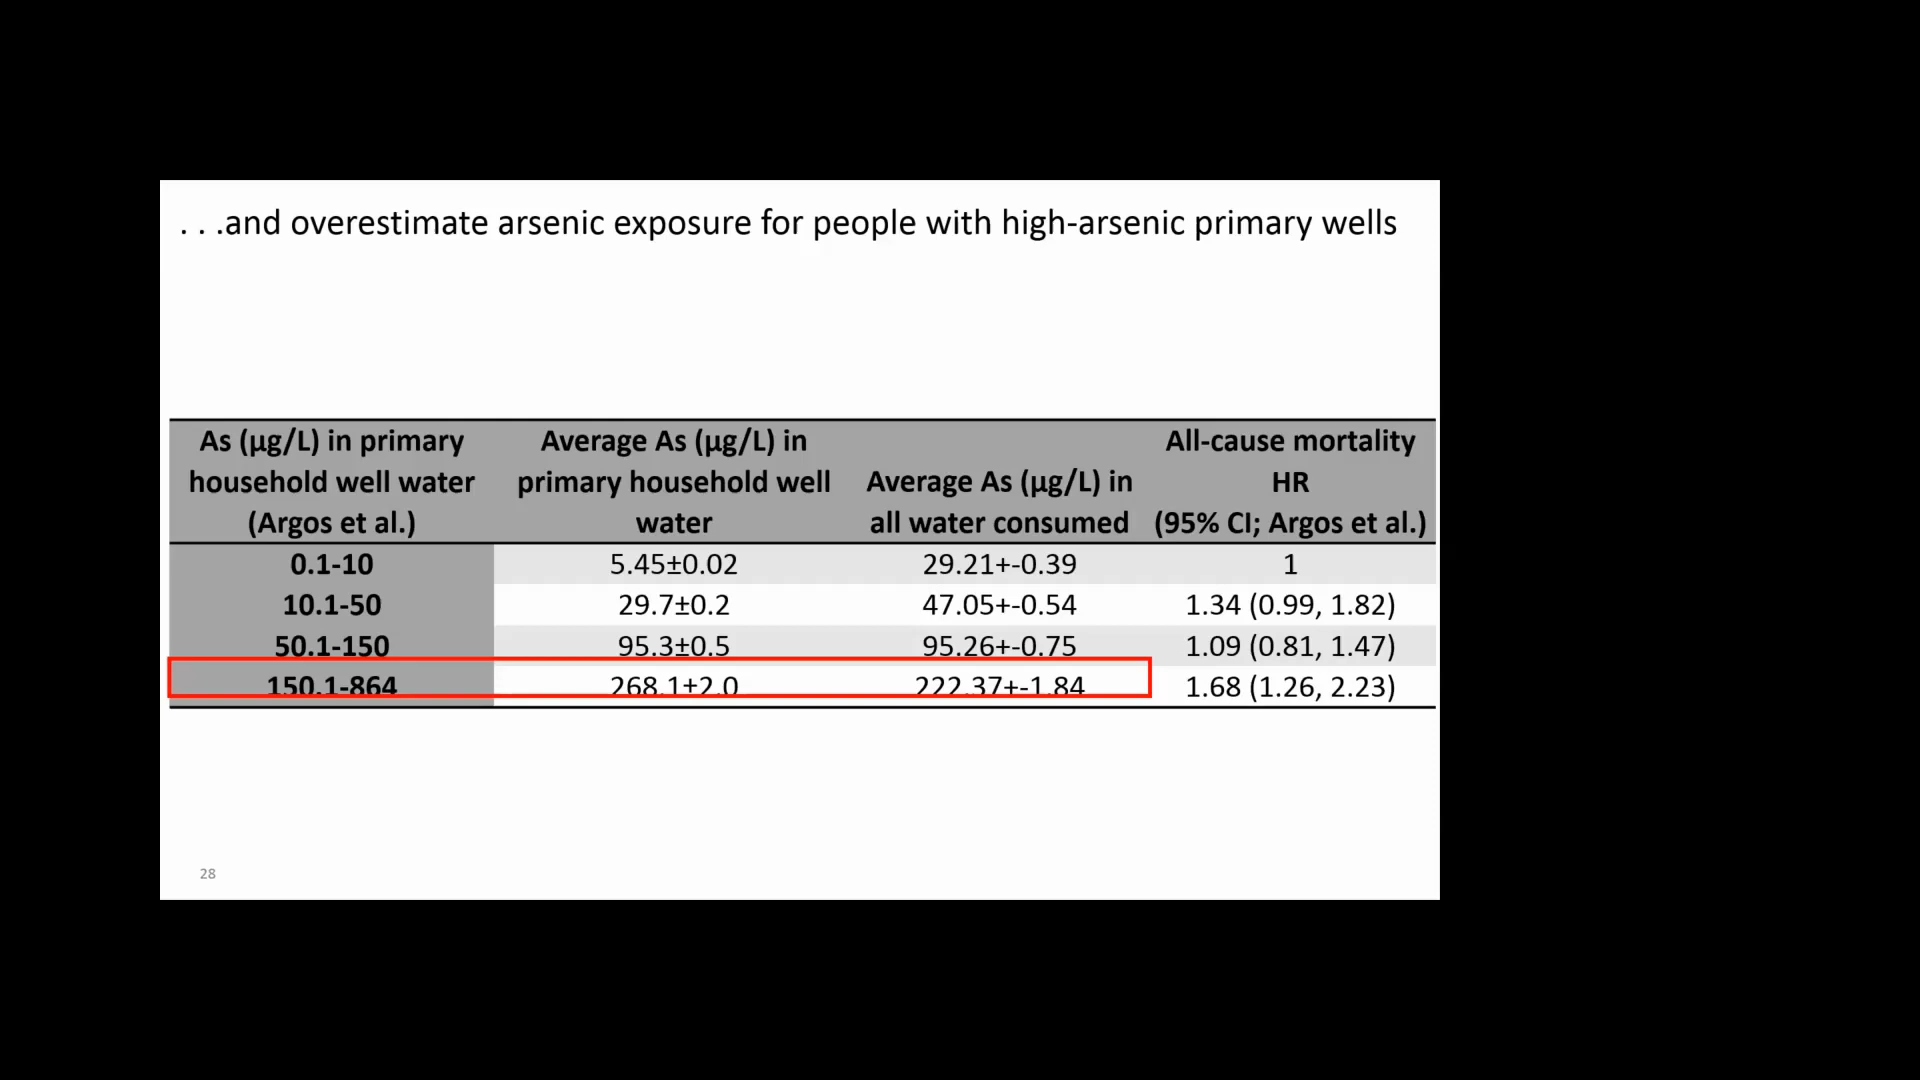 . . .and overestimate arsenic exposure for people with high-arsenic primary wells
As (µg/L) in primary household well water (Argos et al.)
Average As (µg/L) in primary household well water
Average As (µg/L) in all water consumed
All-cause mortality HR (95% CI; Argos et al.)
0.1-10 5.45±0.02 29.21+-0.39 1
10.1-50 29.7±0.2 47.05+-0.54 1.34 (0.99, 1.82)
50.1-150 95.3±0.5 95.26+-0.75 1.09 (0.81, 1.47)
150.1-864 268.1±2.0 222.37+-1.84 1.68 (1.26, 2.23)
28